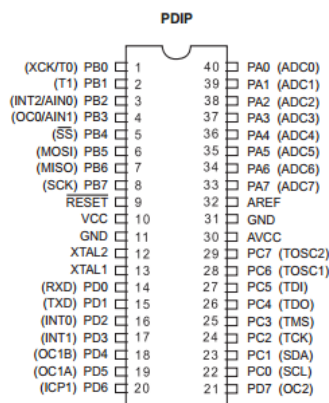 PDIP
(XCK/T0) PB0 1 40 PA0 (ADC0)
(T1) PB1 2 39 PA1 (ADC1)
(INT2/AIN0) PB2 3 38 PA2 (ADC2)
(OC0/AIN1) PB3 4 37 PA3 (ADC3)
(SS) PB4 5 36 PA4 (ADC4)
(MOSI) PB5 6 35 PA5 (ADC5)
(MISO) PB6 7 34 PA6 (ADC6)
(SCK) PB7 8 33 PA7 (ADC7)
RESET 9 32 AREF
VCC 10 31 GND
GND 11 30 AVCC
XTAL2 12 29 PC7 (TOSC2)
XTAL1 13 28 PC6 (TOSC1)
(RXD) PD0 14 27 PC5 (TDI)
(TXD) PD1 15 26 PC4 (TDO)
(INT0) PD2 16 25 PC3 (TMS)
(INT1) PD3 17 24 PC2 (TCK)
(OC1B) PD4 18 23 PC1 (SDA)
(OC1A) PD5 19 22 PC0 (SCL)
(ICP1) PD6 20 21 PD7 (OC2)